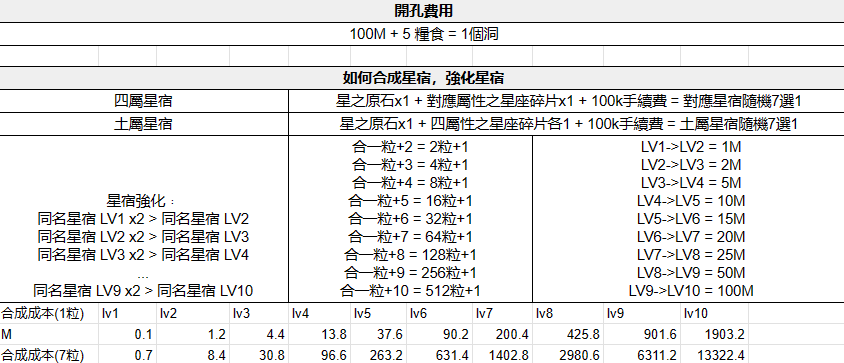 開孔費用
100M + 5 糧食 = 1個洞
如何合成星宿，強化星宿
四屬星宿 星之原石x1 + 對應屬性之星座碎片x1 + 100k手續費 = 對應星宿隨機7選1
土屬星宿 星之原石x1 + 四屬性之星座碎片各1 + 100k手續費 = 土屬星宿隨機7選1
星宿強化：
同名星宿 LV1 x2 > 同名星宿 LV2
同名星宿 LV2 x2 > 同名星宿 LV3
同名星宿 LV3 x2 > 同名星宿 LV4
...
同名星宿 LV9 x2 > 同名星宿 LV10
合一粒+2 = 2粒+1
合一粒+3 = 4粒+1
合一粒+4 = 8粒+1
合一粒+5 = 16粒+1
合一粒+6 = 32粒+1
合一粒+7 = 64粒+1
合一粒+8 = 128粒+1
合一粒+9 = 256粒+1
合一粒+10 = 512粒+1
LV1->LV2 = 1M
LV2->LV3 = 2M
LV3->LV4 = 5M
LV4->LV5 = 10M
LV5->LV6 = 15M
LV6->LV7 = 20M
LV7->LV8 = 25M
LV8->LV9 = 50M
LV9->LV10 = 100M
合成成本(1粒) lv1 lv2 lv3 lv4 lv5 lv6 lv7 lv8 lv9 lv10
M 0.1 1.2 4.4 13.8 37.6 90.2 200.4 425.8 901.6 1903.2
合成成本(7粒) 0.7 8.4 30.8 96.6 263.2 631.4 1402.8 2980.6 6311.2 13322.4